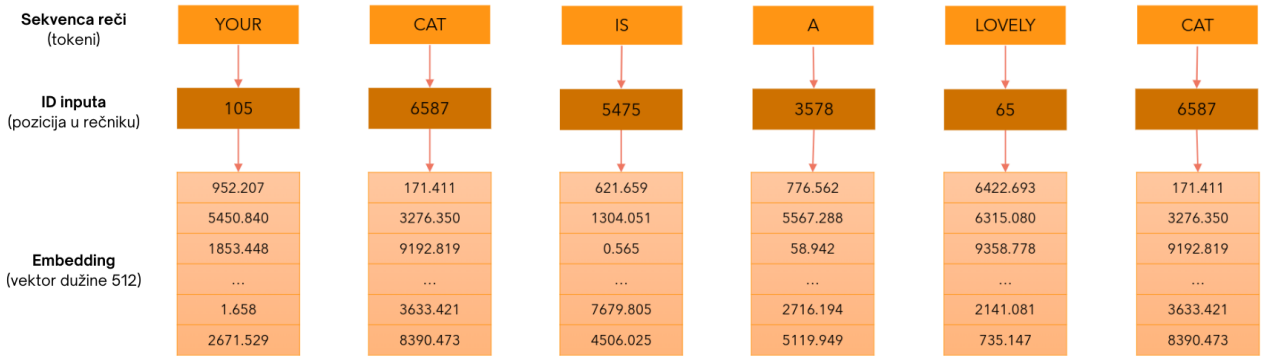 Sekvenca reči
(tokeni)
YOUR CAT IS A LOVELY CAT
ID inputa
(pozicija u rečniku)
105 6587 5475 3578 65 6587
Embedding
(vektor dužine 512)
952.207 171.411 621.659 776.562 6422.693 171.411
5450.840 3276.350 1304.051 5567.288 6315.080 3276.350
1853.448 9192.819 0.565 58.942 9358.778 9192.819
... ... ... ... ... ...
1.658 3633.421 7679.805 2716.194 2141.081 3633.421
2671.529 8390.473 4506.025 5119.949 735.147 8390.473